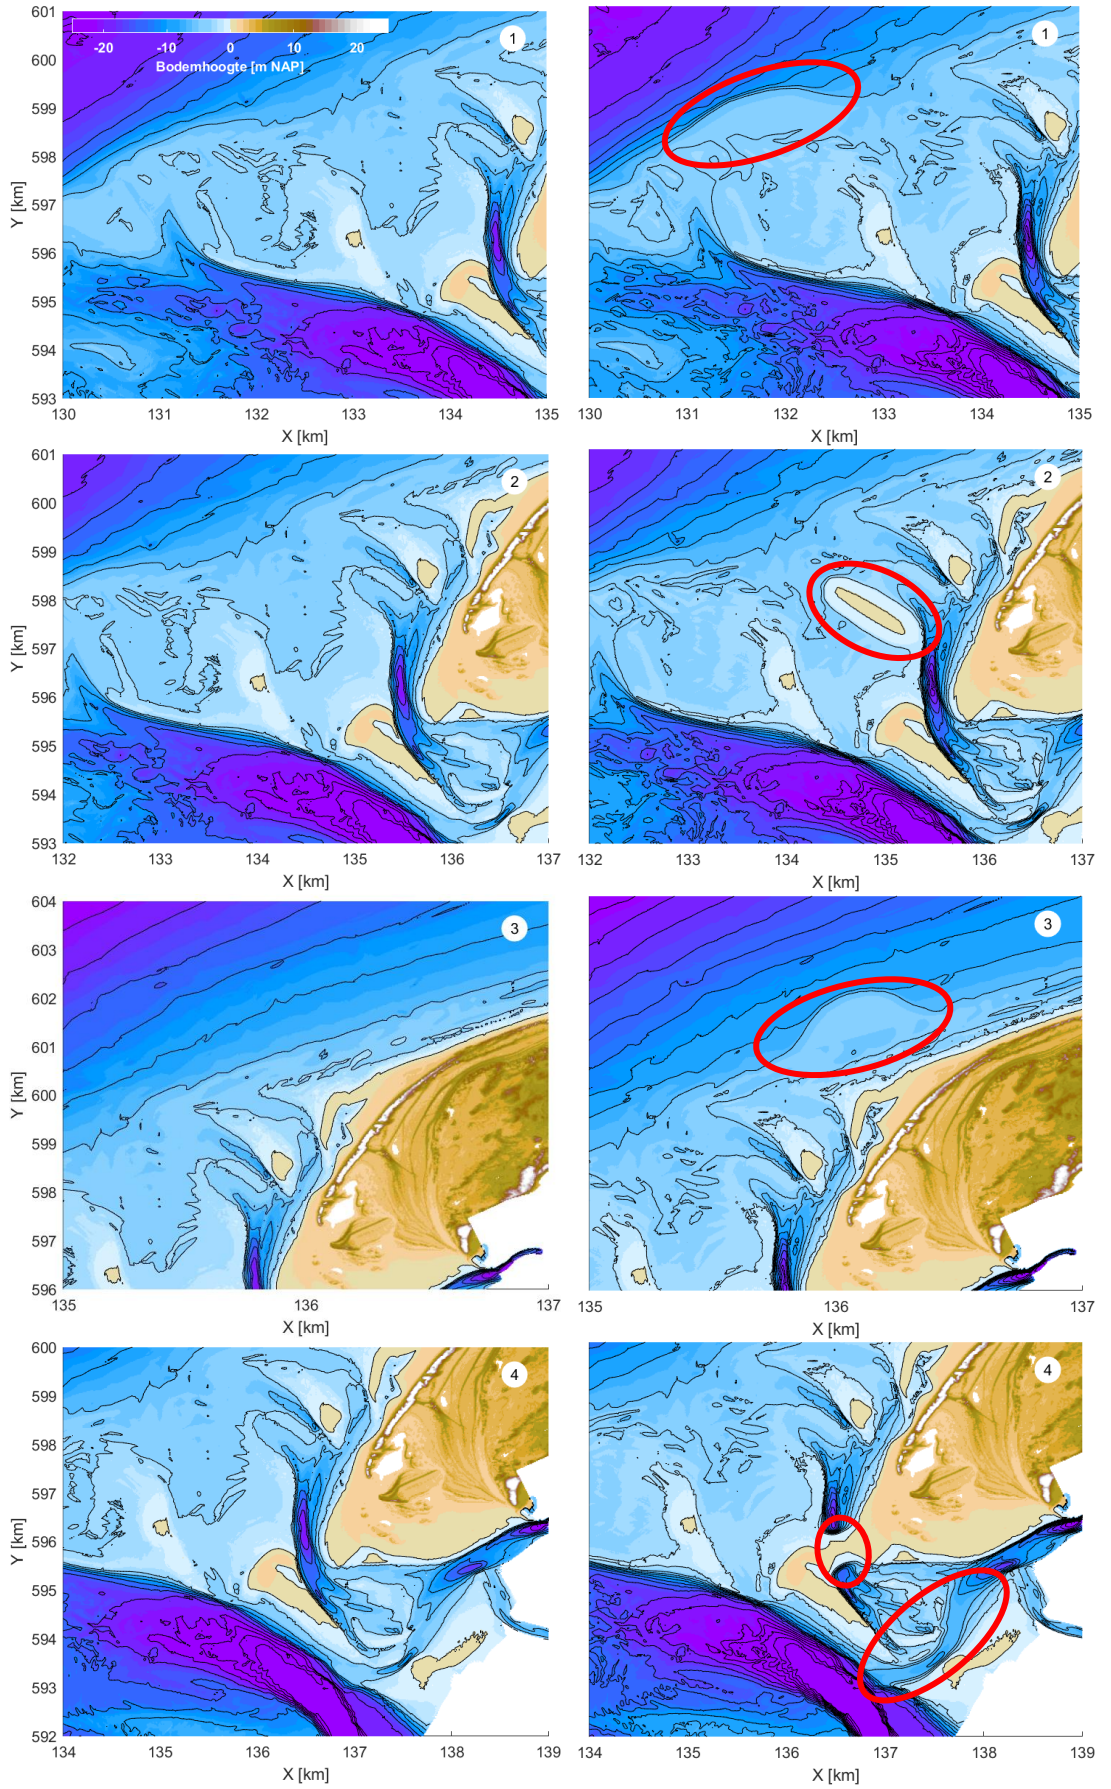 601
600
599
598
597
596
595
594
593
Y [km]
-20 -10 0 10 20
Bodemhoogte [m NAP]
1
130 131 132 133 134 135
X [km]
1
130 131 132 133 134 135
X [km]
601
600
599
598
597
596
595
594
593
Y [km]
2
132 133 134 135 136 137
X [km]
2
132 133 134 135 136 137
X [km]
604
603
602
601
600
599
598
597
596
Y [km]
3
135 136 137
X [km]
3
135 136 137
X [km]
600
599
598
597
596
595
594
593
592
Y [km]
4
134 135 136 137 138 139
X [km]
4
134 135 136 137 138 139
X [km]